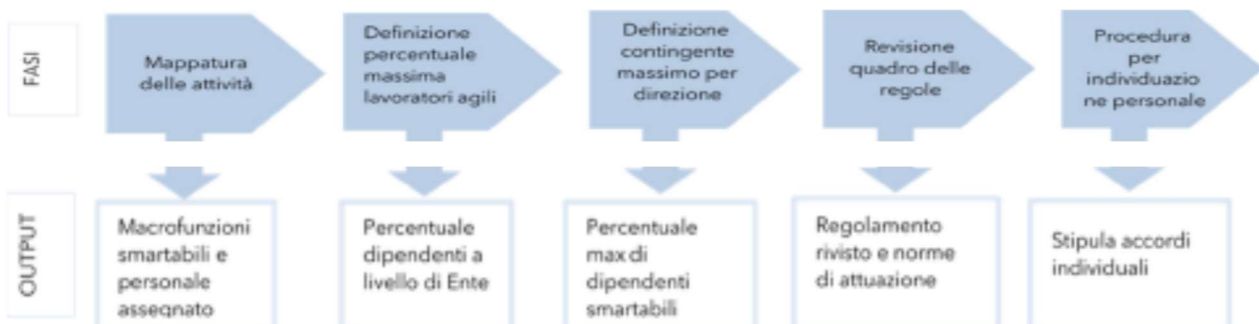 FASI
Mappatura
delle attività
Definizione
percentuale
massima
lavoratori agili
Definizione
contingente
massimo per
direzione
Revisione
quadro delle
regole
Procedura
per
individuazio
ne personale
OUTPUT
Macrofunzioni
smartabili e
personale
assegnato
Percentuale
dipendenti a
livello di Ente
Percentuale
max di
dipendenti
smartabili
Regolamento
rivisto e norme
di attuazione
Stipula accordi
individuali